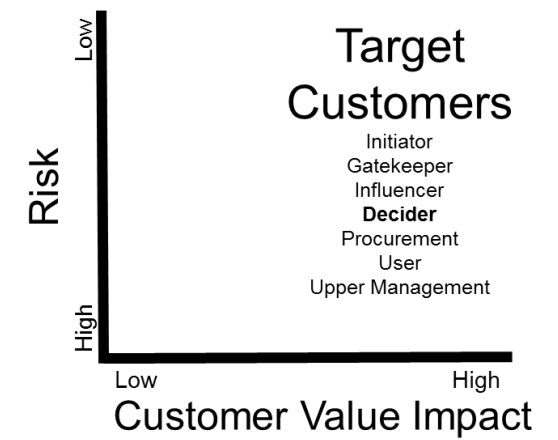 Target
Customers
Initiator
Gatekeeper
Influencer
Decider
Procurement
User
Upper Management
Low
Risk
High
Low
High
Customer Value Impact